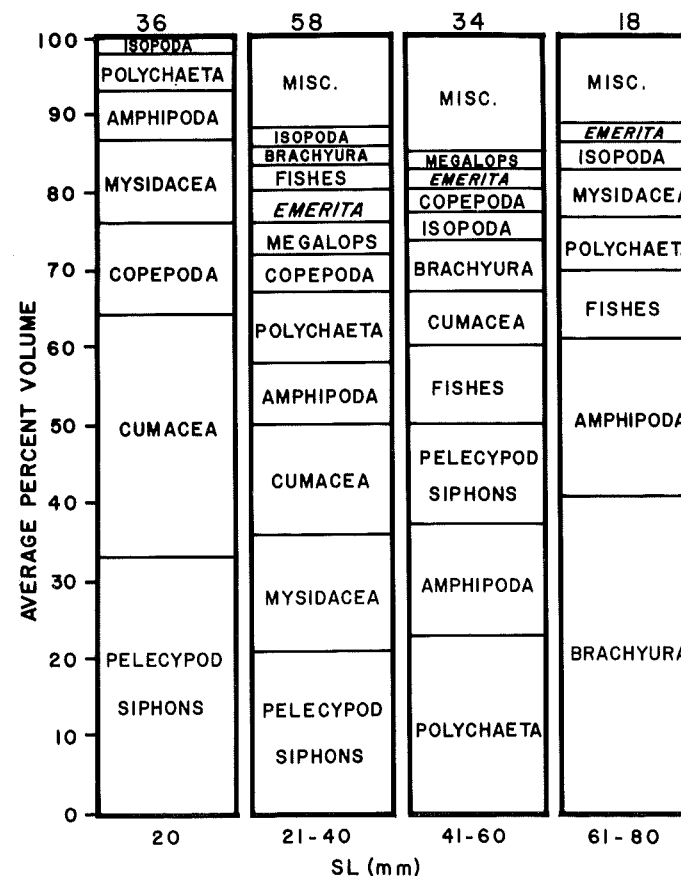 36 58 34 18
AVERAGE PERCENT VOLUME
100
90
80
70
60
50
40
30
20
10
0
ISOPODA
POLYCHAETA
AMPHIPODA
MYSIDACEA
COPEPODA
CUMACEA
PELECYPOD
SIPHONS
MISC.
ISOPODA
BRACHYURA
FISHES
EMERITA
MEGALOPS
COPEPODA
POLYCHAETA
AMPHIPODA
CUMACEA
MYSIDACEA
PELECYPOD
SIPHONS
MISC.
MEGALOPS
EMERITA
COPEPODA
ISOPODA
BRACHYURA
CUMACEA
FISHES
PELECYPOD
SIPHONS
AMPHIPODA
POLYCHAETA
MISC.
EMERITA
ISOPODA
MYSIDACEA
POLYCHAETA
FISHES
AMPHIPODA
BRACHYURA
20 21-40 41-60 61-80
SL (mm)